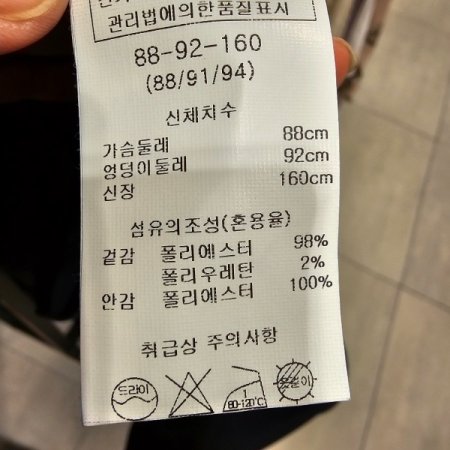 관리법에의한품질표시
88-92-160
(88/91/94)
신체치수
가슴둘레 88cm
엉덩이둘레 92cm
신장 160cm
섬유의조성(혼용율)
겉감 폴리에스터 98%
폴리우레탄 2%
안감 폴리에스터 100%
취급상 주의사항
드라이
1
80-120℃